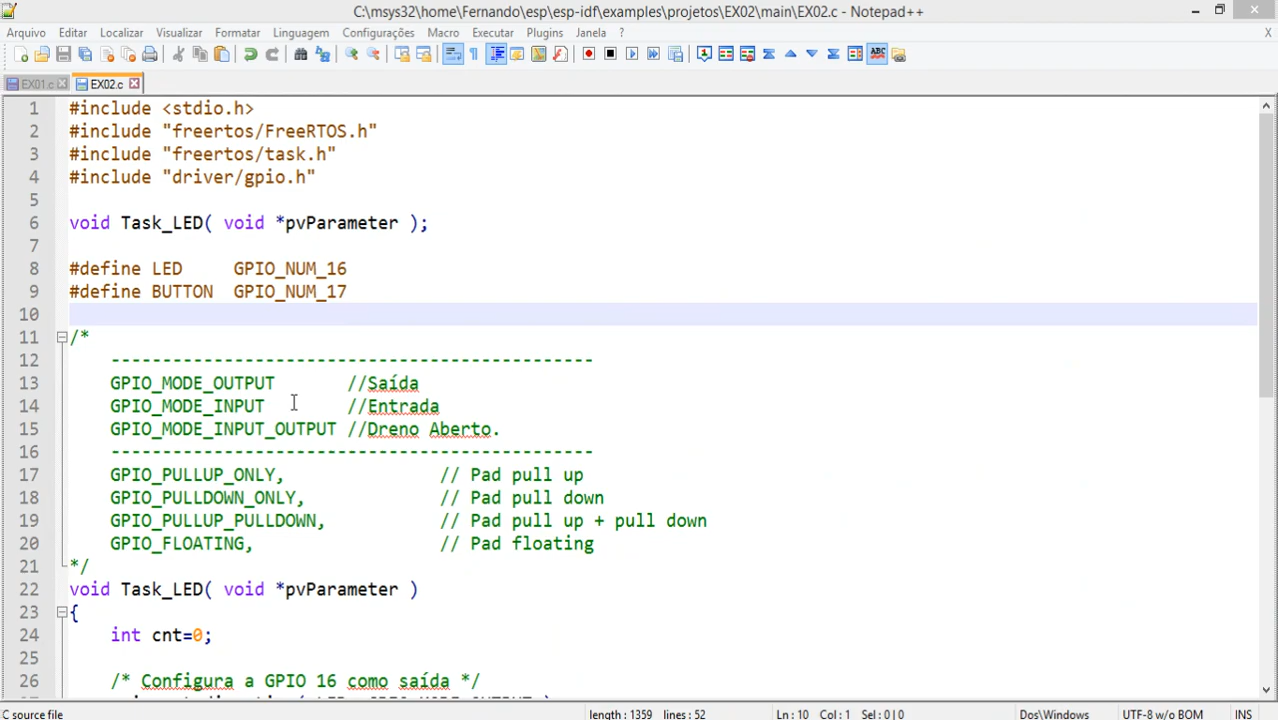 C:\msys32\home\Fernando\esp\esp-idf\examples\projetos\EX02\main\EX02.c - Notepad++
Arquivo Editar Localizar Visualizar Formatar Linguagem Configurações Macro Executar Plugins Janela ? X
EX01.c EX02.c
1 #include <stdio.h>
2 #include "freertos/FreeRTOS.h"
3 #include "freertos/task.h"
4 #include "driver/gpio.h"
5
6 void Task_LED( void *pvParameter );
7
8 #define LED GPIO_NUM_16
9 #define BUTTON GPIO_NUM_17
10
11 /*
12 -----------------------------------------------
13 GPIO_MODE_OUTPUT //Saída
14 GPIO_MODE_INPUT //Entrada
15 GPIO_MODE_INPUT_OUTPUT //Dreno Aberto.
16 -----------------------------------------------
17 GPIO_PULLUP_ONLY, // Pad pull up
18 GPIO_PULLDOWN_ONLY, // Pad pull down
19 GPIO_PULLUP_PULLDOWN, // Pad pull up + pull down
20 GPIO_FLOATING, // Pad floating
21 */
22 void Task_LED( void *pvParameter )
23 {
24 int cnt=0;
25
26 /* Configura a GPIO 16 como saída */
C source file length : 1359 lines : 52 Ln : 10 Col : 1 Sel : 0 | 0 Dos\Windows UTF-8 w/o BOM INS